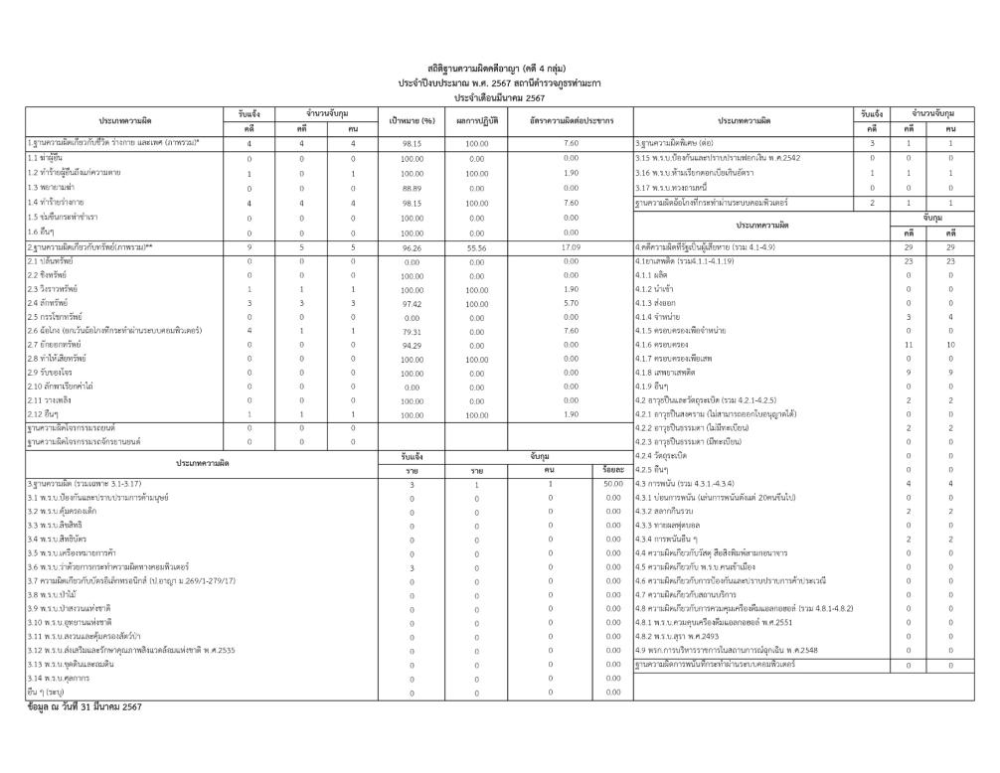 สถิติฐานความผิดคดีอาญา (คดี 4 กลุ่ม)
ประจำปีงบประมาณ พ.ศ. 2567 สถานีตำรวจภูธรท่ามะกา
ประจำเดือนมีนาคม 2567
ประเภทความผิด รับแจ้ง จำนวนจับกุม เป้าหมาย (%) ผลการปฏิบัติ อัตราความผิดต่อประชากร
คดี คดี คน
1.ฐานความผิดเกี่ยวกับชีวิต ร่างกาย และเพศ (ภาพรวม)* 4 4 4 98.15 100.00 7.60
1.1 ฆ่าผู้อื่น 0 0 0 100.00 0.00 0.00
1.2 ทำร้ายผู้อื่นถึงแก่ความตาย 1 0 1 100.00 100.00 1.90
1.3 พยายามฆ่า 0 0 0 88.89 0.00 0.00
1.4 ทำร้ายร่างกาย 4 4 4 98.15 100.00 7.60
1.5 ข่มขืนกระทำชำเรา 0 0 0 100.00 0.00 0.00
1.6 อื่นๆ 0 0 0 100.00 0.00 0.00
2.ฐานความผิดเกี่ยวกับทรัพย์(ภาพรวม)** 9 5 5 96.26 55.56 17.09
2.1 ปล้นทรัพย์ 0 0 0 0.00 0.00 0.00
2.2 ชิงทรัพย์ 0 0 0 100.00 0.00 0.00
2.3 วิ่งราวทรัพย์ 1 1 1 100.00 100.00 1.90
2.4 ลักทรัพย์ 3 3 3 97.42 100.00 5.70
2.5 กรรโชกทรัพย์ 0 0 0 0.00 0.00 0.00
2.6 ฉ้อโกง (ยกเว้นฉ้อโกงที่กระทำผ่านระบบคอมพิวเตอร์) 4 1 1 79.31 0.00 7.60
2.7 ยักยอกทรัพย์ 0 0 0 94.29 0.00 0.00
2.8 ทำให้เสียทรัพย์ 0 0 0 100.00 100.00 0.00
2.9 รับของโจร 0 0 0 100.00 0.00 0.00
2.10 ลักพาเรียกค่าไถ่ 0 0 0 0.00 0.00 0.00
2.11 วางเพลิง 0 0 0 100.00 0.00 0.00
2.12 อื่นๆ 1 1 1 100.00 100.00 1.90
ฐานความผิดโจรกรรมรถยนต์ 0 0 0
ฐานความผิดโจรกรรมรถจักรยานยนต์ 0 0 0
ประเภทความผิด รับแจ้ง จับกุม
ราย ราย คน ร้อยละ
3.ฐานความผิด (รวมเฉพาะ 3.1-3.17) 3 1 1 50.00
3.1 พ.ร.บ.ป้องกันและปราบปรามการค้ามนุษย์ 0 0 0 0.00
3.2 พ.ร.บ.คุ้มครองเด็ก 0 0 0 0.00
3.3 พ.ร.บ.ลิขสิทธิ์ 0 0 0 0.00
3.4 พ.ร.บ.สิทธิบัตร 0 0 0 0.00
3.5 พ.ร.บ.เครื่องหมายการค้า 0 0 0 0.00
3.6 พ.ร.บ.ว่าด้วยการกระทำความผิดทางคอมพิวเตอร์ 3 0 0 0.00
3.7 ความผิดเกี่ยวกับบัตรอิเล็กทรอนิกส์ (ป.อาญา ม.269/1-279/17) 0 0 0 0.00
3.8 พ.ร.บ.ป่าไม้ 0 0 0 0.00
3.9 พ.ร.บ.ป่าสงวนแห่งชาติ 0 0 0 0.00
3.10 พ.ร.บ.อุทยานแห่งชาติ 0 0 0 0.00
3.11 พ.ร.บ.สงวนและคุ้มครองสัตว์ป่า 0 0 0 0.00
3.12 พ.ร.บ.ส่งเสริมและรักษาคุณภาพสิ่งแวดล้อมแห่งชาติ พ.ศ.2535 0 0 0 0.00
3.13 พ.ร.บ.ขุดดินและถมดิน 0 0 0 0.00
3.14 พ.ร.บ.ศุลกากร 0 0 0 0.00
อื่น ๆ (ระบุ) 0 0 0 0.00
ประเภทความผิด รับแจ้ง จำนวนจับกุม
คดี คดี คน
3.ฐานความผิดพิเศษ (ต่อ) 3 1 1
3.15 พ.ร.บ.ป้องกันและปราบปรามฟอกเงิน พ.ศ.2542 0 0 0
3.16 พ.ร.บ.ห้ามเรียกดอกเบี้ยเกินอัตรา 1 1 1
3.17 พ.ร.บ.ทวงถามหนี้ 0 0 0
ฐานความผิดฉ้อโกงที่กระทำผ่านระบบคอมพิวเตอร์ 2 1 1
ประเภทความผิด จับกุม
คดี คดี
4.คดีความผิดที่รัฐเป็นผู้เสียหาย (รวม 4.1-4.9) 29 29
4.1ยาเสพติด (รวม4.1.1-4.1.19) 23 23
4.1.1 ผลิต 0 0
4.1.2 นำเข้า 0 0
4.1.3 ส่งออก 0 0
4.1.4 จำหน่าย 3 4
4.1.5 ครอบครองเพื่อจำหน่าย 0 0
4.1.6 ครอบครอง 11 10
4.1.7 ครอบครองเพื่อเสพ 0 0
4.1.8 เสพยาเสพติด 9 9
4.1.9 อื่นๆ 0 0
4.2 อาวุธปืนและวัตถุระเบิด (รวม 4.2.1-4.2.5) 2 2
4.2.1 อาวุธปืนสงคราม (ไม่สามารถออกใบอนุญาตได้) 0 0
4.2.2 อาวุธปืนธรรมดา (ไม่มีทะเบียน) 2 2
4.2.3 อาวุธปืนธรรมดา (มีทะเบียน) 0 0
4.2.4 วัตถุระเบิด 0 0
4.2.5 อื่นๆ 0 0
4.3 การพนัน (รวม 4.3.1.-4.3.4) 4 4
4.3.1 บ่อนการพนัน (เล่นการพนันตั้งแต่ 20คนขึ้นไป) 0 0
4.3.2 สลากกินรวบ 2 2
4.3.3 ทายผลฟุตบอล 0 0
4.3.4 การพนันอื่น ๆ 2 2
4.4 ความผิดเกี่ยวกับวัสดุ สื่อสิ่งพิมพ์ลามกอนาจาร 0 0
4.5 ความผิดเกี่ยวกับ พ.ร.บ.คนเข้าเมือง 0 0
4.6 ความผิดเกี่ยวกับการป้องกันและปราบปรามการค้าประเวณี 0 0
4.7 ความผิดเกี่ยวกับสถานบริการ 0 0
4.8 ความผิดเกี่ยวกับการควบคุมเครื่องดื่มแอลกอฮอล์ (รวม 4.8.1-4.8.2) 0 0
4.8.1 พ.ร.บ.ควบคุมเครื่องดื่มแอลกอฮอล์ พ.ศ.2551 0 0
4.8.2 พ.ร.บ.สุรา พ.ศ.2493 0 0
4.9 พรก.การบริหารราชการในสถานการณ์ฉุกเฉิน พ.ศ.2548 0 0
ฐานความผิดการพนันที่กระทำผ่านระบบคอมพิวเตอร์ 0 0
ข้อมูล ณ วันที่ 31 มีนาคม 2567